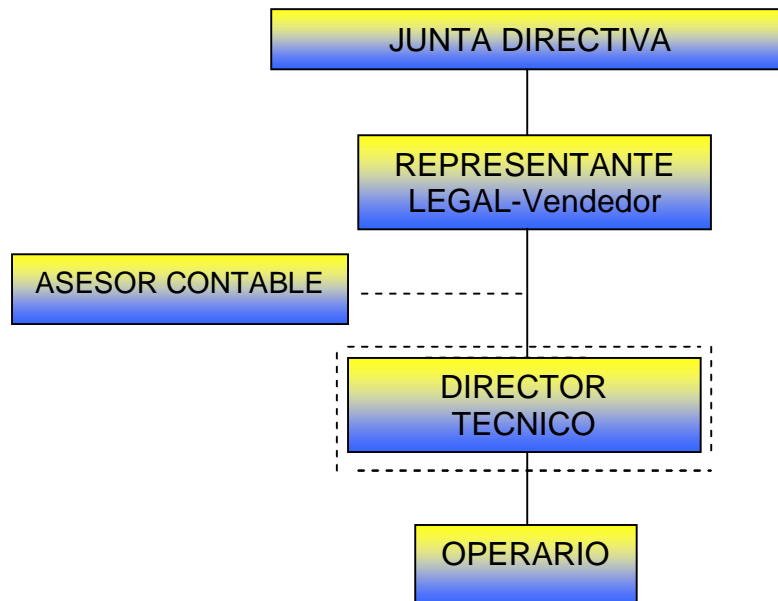 JUNTA DIRECTIVA
REPRESENTANTE
LEGAL-Vendedor
ASESOR CONTABLE
DIRECTOR
TECNICO
OPERARIO